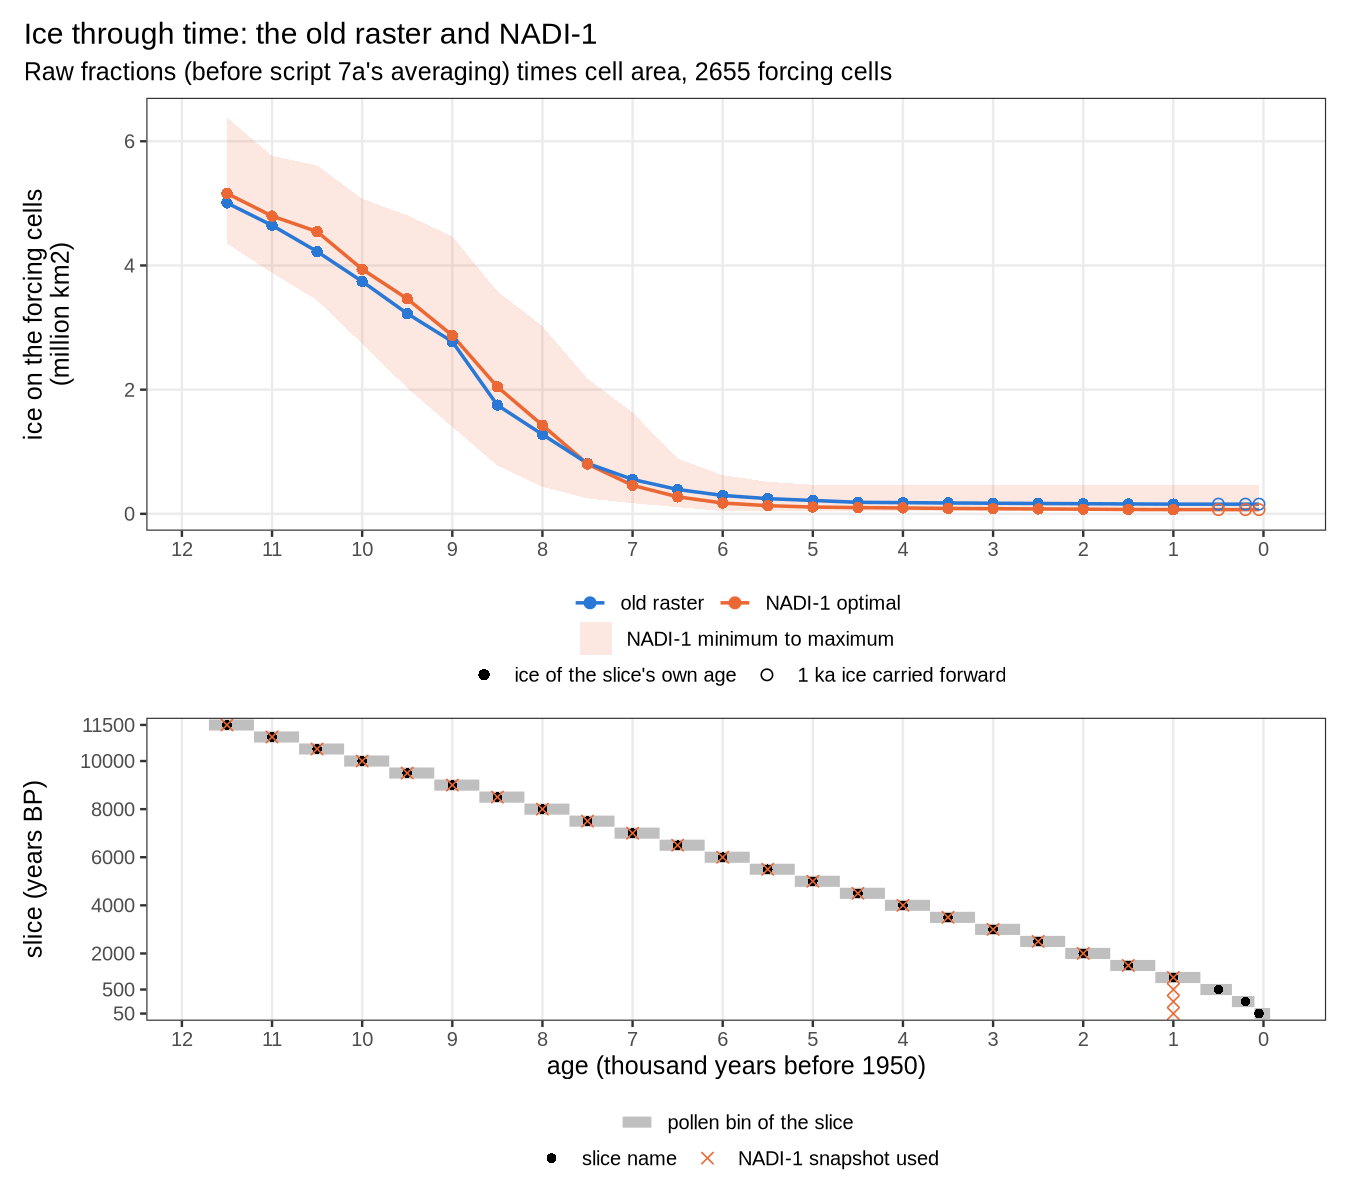 Ice through time: the old raster and NADI-1
Raw fractions (before script 7a's averaging) times cell area, 2655 forcing cells
ice on the forcing cells
(million km2)
6
4
2
0
12 11 10 9 8 7 6 5 4 3 2 1 0
old raster NADI-1 optimal
NADI-1 minimum to maximum
ice of the slice's own age 1 ka ice carried forward
slice (years BP)
11500
10000
8000
6000
4000
2000
500
50
12 11 10 9 8 7 6 5 4 3 2 1 0
age (thousand years before 1950)
pollen bin of the slice
slice name NADI-1 snapshot used